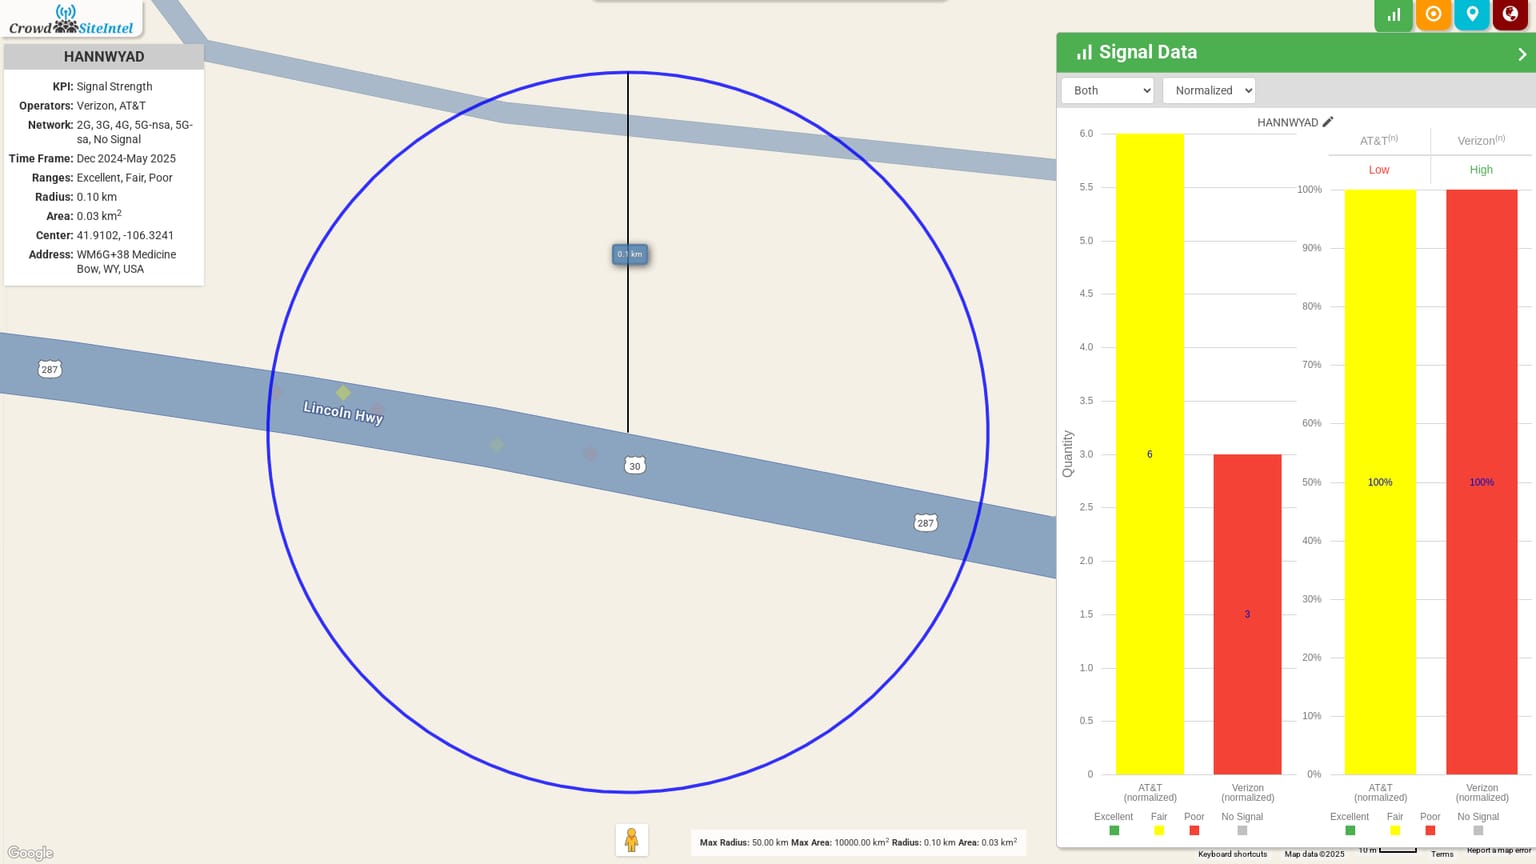 Crowd SiteIntel
HANNWYAD
KPI: Signal Strength
Operators: Verizon, AT&T
Network: 2G, 3G, 4G, 5G-nsa, 5G-
sa, No Signal
Time Frame: Dec 2024-May 2025
Ranges: Excellent, Fair, Poor
Radius: 0.10 km
Area: 0.03 km²
Center: 41.9102, -106.3241
Address: WM6G+38 Medicine
Bow, WY, USA
0.1 km
287
Lincoln Hwy
30
287
Google
Max Radius: 50.00 km Max Area: 10000.00 km² Radius: 0.10 km Area: 0.03 km²
Signal Data
Both
Normalized
HANNWYAD
Quantity
6.0
5.5
5.0
4.5
4.0
3.5
3.0
2.5
2.0
1.5
1.0
0.5
0
6
3
AT&T
(normalized)
Verizon
(normalized)
Excellent Fair Poor No Signal
AT&T(n) Verizon(n)
Low High
100%
90%
80%
70%
60%
50%
40%
30%
20%
10%
0%
100%
100%
AT&T
(normalized)
Verizon
(normalized)
Excellent Fair Poor No Signal
Keyboard shortcuts Map data ©2025 10 m Terms Report a map error